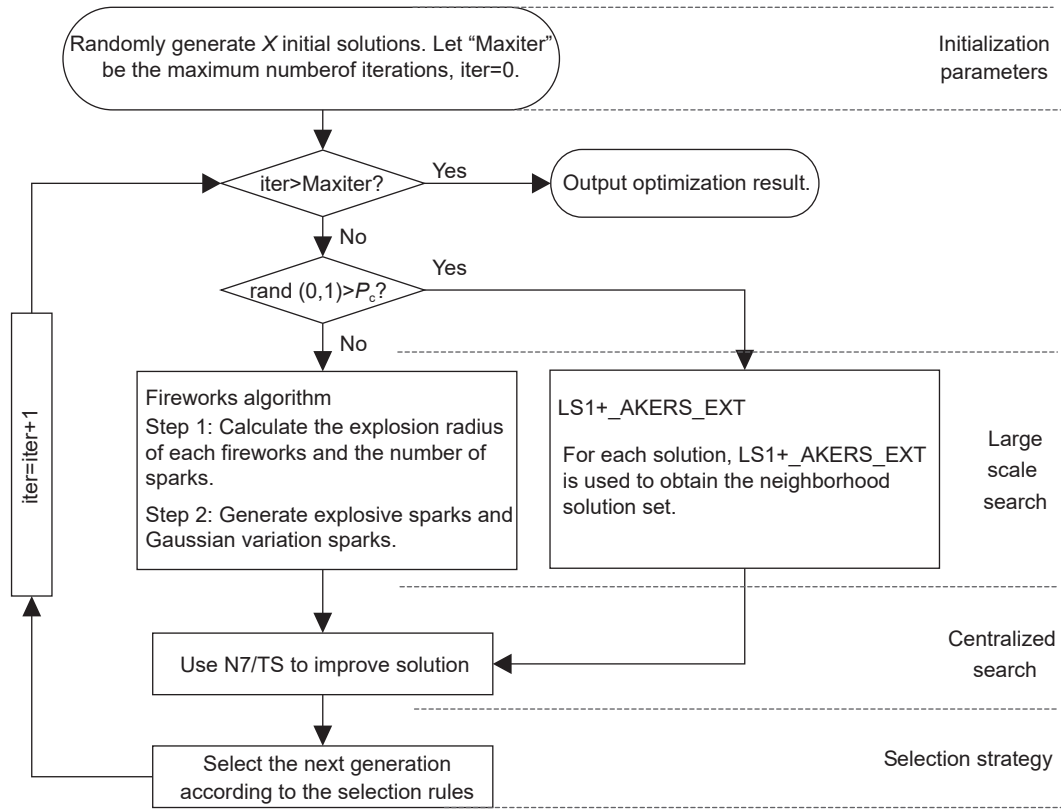 Randomly generate X initial solutions. Let “Maxiter”
be the maximum numberof iterations, iter=0.
Initialization
parameters
iter>Maxiter?
Yes
Output optimization result.
No
rand (0,1)>Pc?
Yes
No
iter=iter+1
Fireworks algorithm
Step 1: Calculate the explosion radius
of each fireworks and the number of
sparks.
Step 2: Generate explosive sparks and
Gaussian variation sparks.
LS1+_AKERS_EXT
For each solution, LS1+_AKERS_EXT
is used to obtain the neighborhood
solution set.
Large
scale
search
Use N7/TS to improve solution
Centralized
search
Select the next generation
according to the selection rules
Selection strategy